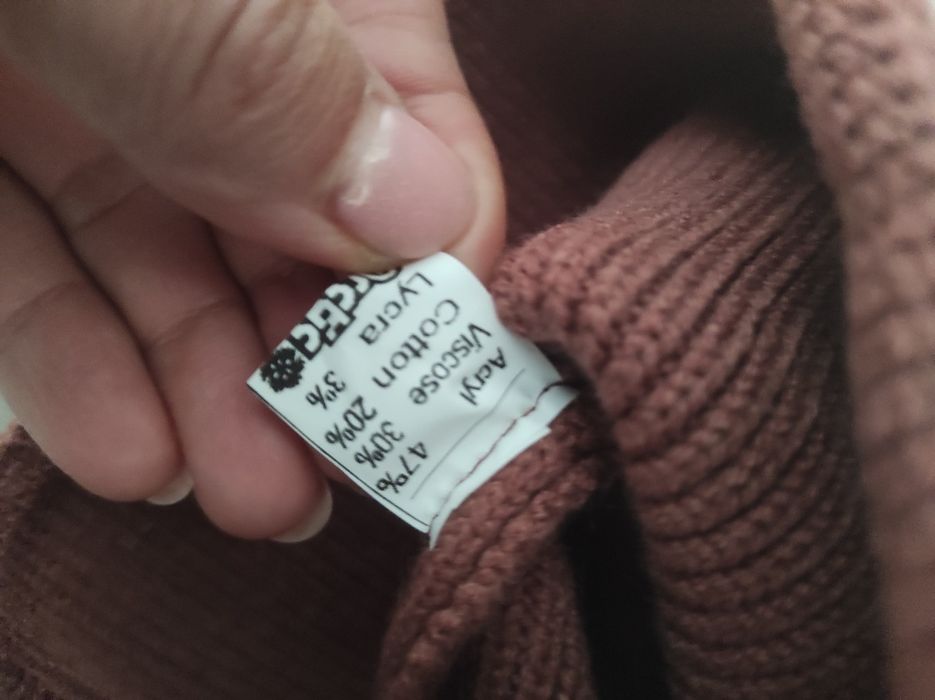 Acryl 47%
Viscose 30%
Cotton 20%
Lycra 3%